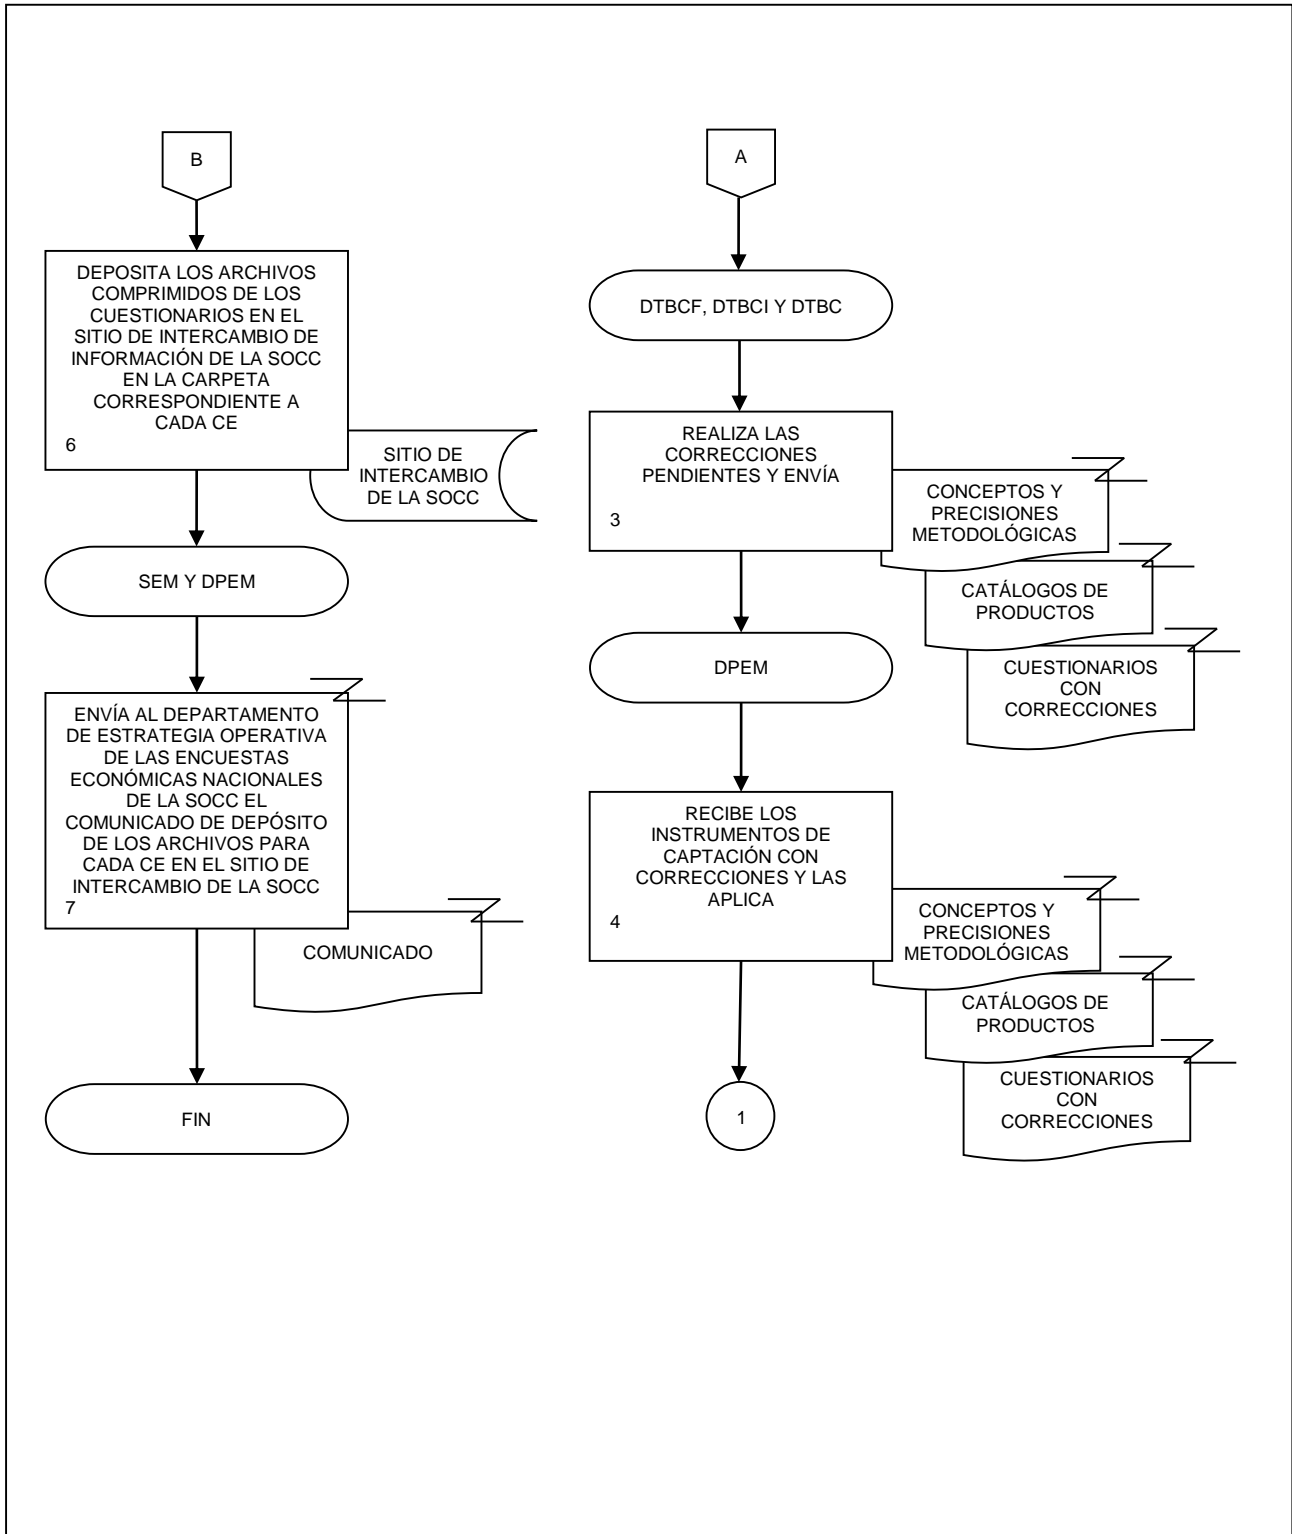 B
DEPOSITA LOS ARCHIVOS
COMPRIMIDOS DE LOS
CUESTIONARIOS EN EL
SITIO DE INTERCAMBIO DE
INFORMACIÓN DE LA SOCC
EN LA CARPETA
CORRESPONDIENTE A
CADA CE
6
SITIO DE
INTERCAMBIO
DE LA SOCC
SEM Y DPEM
ENVÍA AL DEPARTAMENTO
DE ESTRATEGIA OPERATIVA
DE LAS ENCUESTAS
ECONÓMICAS NACIONALES
DE LA SOCC EL
COMUNICADO DE DEPÓSITO
DE LOS ARCHIVOS PARA
CADA CE EN EL SITIO DE
INTERCAMBIO DE LA SOCC
7
COMUNICADO
FIN
A
DTBCF, DTBCI Y DTBC
REALIZA LAS
CORRECCIONES
PENDIENTES Y ENVÍA
3
CONCEPTOS Y
PRECISIONES
METODOLÓGICAS
CATÁLOGOS DE
PRODUCTOS
CUESTIONARIOS
CON
CORRECCIONES
DPEM
RECIBE LOS
INSTRUMENTOS DE
CAPTACIÓN CON
CORRECCIONES Y LAS
APLICA
4
CONCEPTOS Y
PRECISIONES
METODOLÓGICAS
CATÁLOGOS DE
PRODUCTOS
CUESTIONARIOS
CON
CORRECCIONES
1